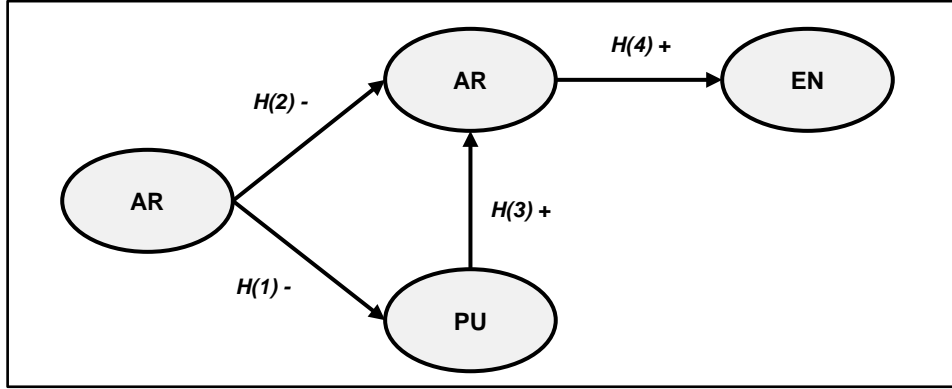 H(4) +
AR
EN
H(2) -
AR
H(3) +
H(1) -
PU